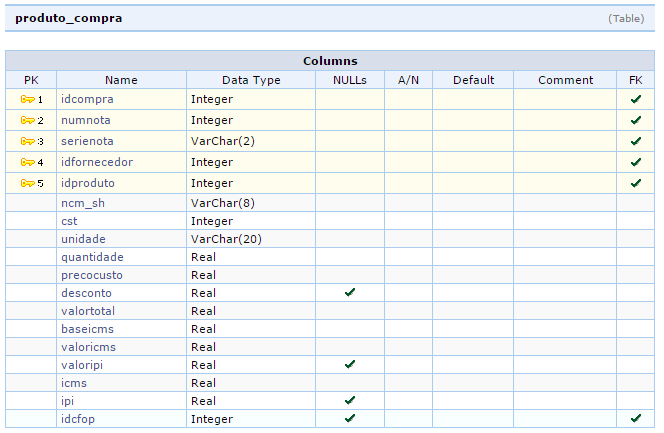 produto_compra (Table)
Columns
PK Name Data Type NULLs A/N Default Comment FK
1 idcompra Integer
2 numnota Integer
3 serienota VarChar(2)
4 idfornecedor Integer
5 idproduto Integer
ncm_sh VarChar(8)
cst Integer
unidade VarChar(20)
quantidade Real
precocusto Real
desconto Real
valortotal Real
baseicms Real
valoricms Real
valoripi Real
icms Real
ipi Real
idcfop Integer